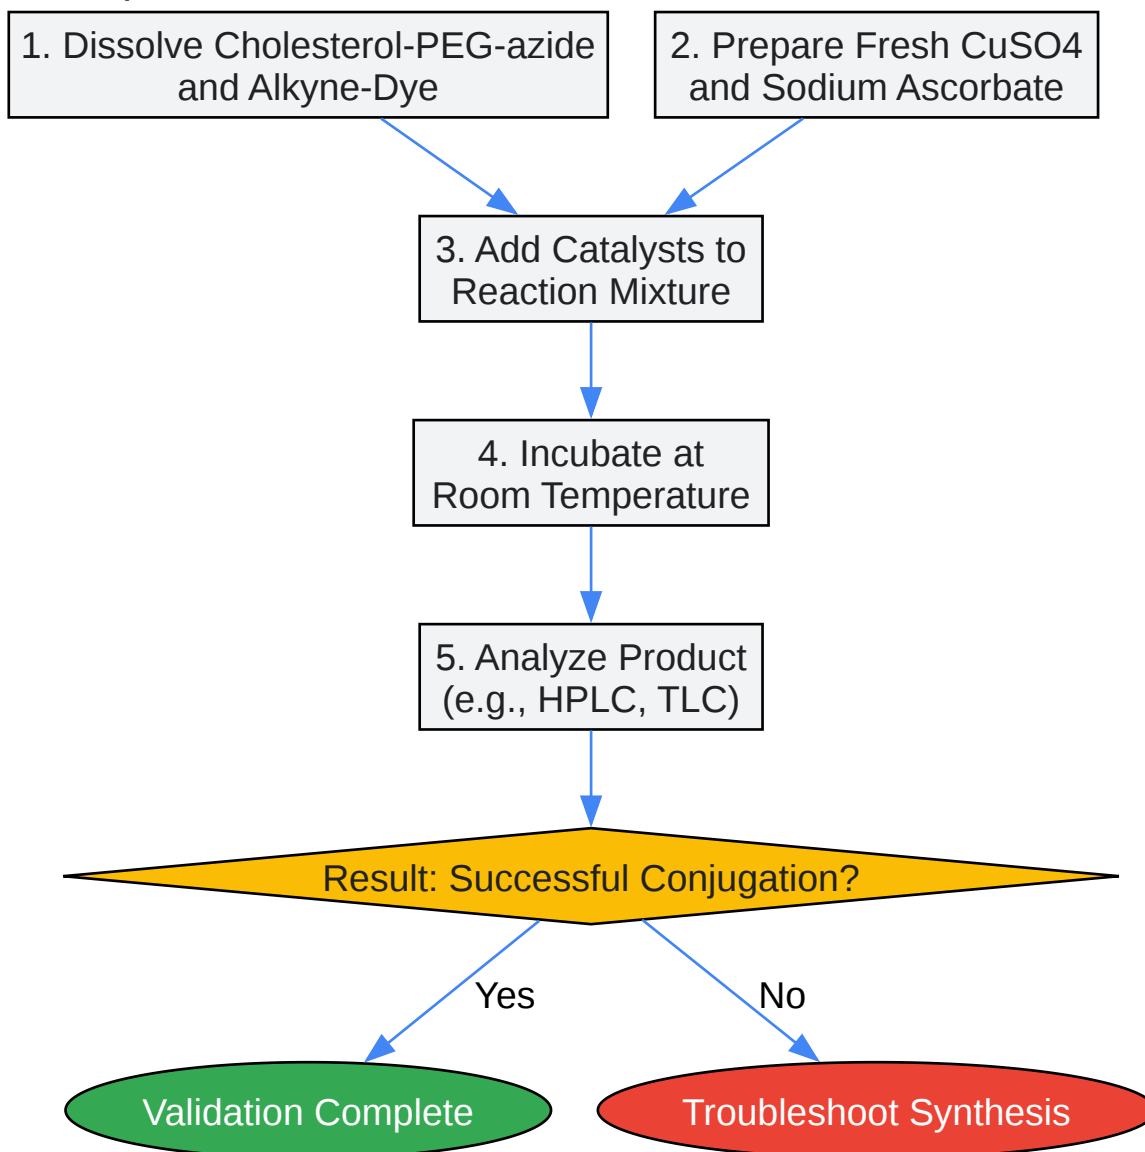 1. Dissolve Cholesterol-PEG-azide
and Alkyne-Dye
2. Prepare Fresh CuSO4
and Sodium Ascorbate
3. Add Catalysts to
Reaction Mixture
4. Incubate at
Room Temperature
5. Analyze Product
(e.g., HPLC, TLC)
Result: Successful Conjugation?
Yes
No
Validation Complete
Troubleshoot Synthesis